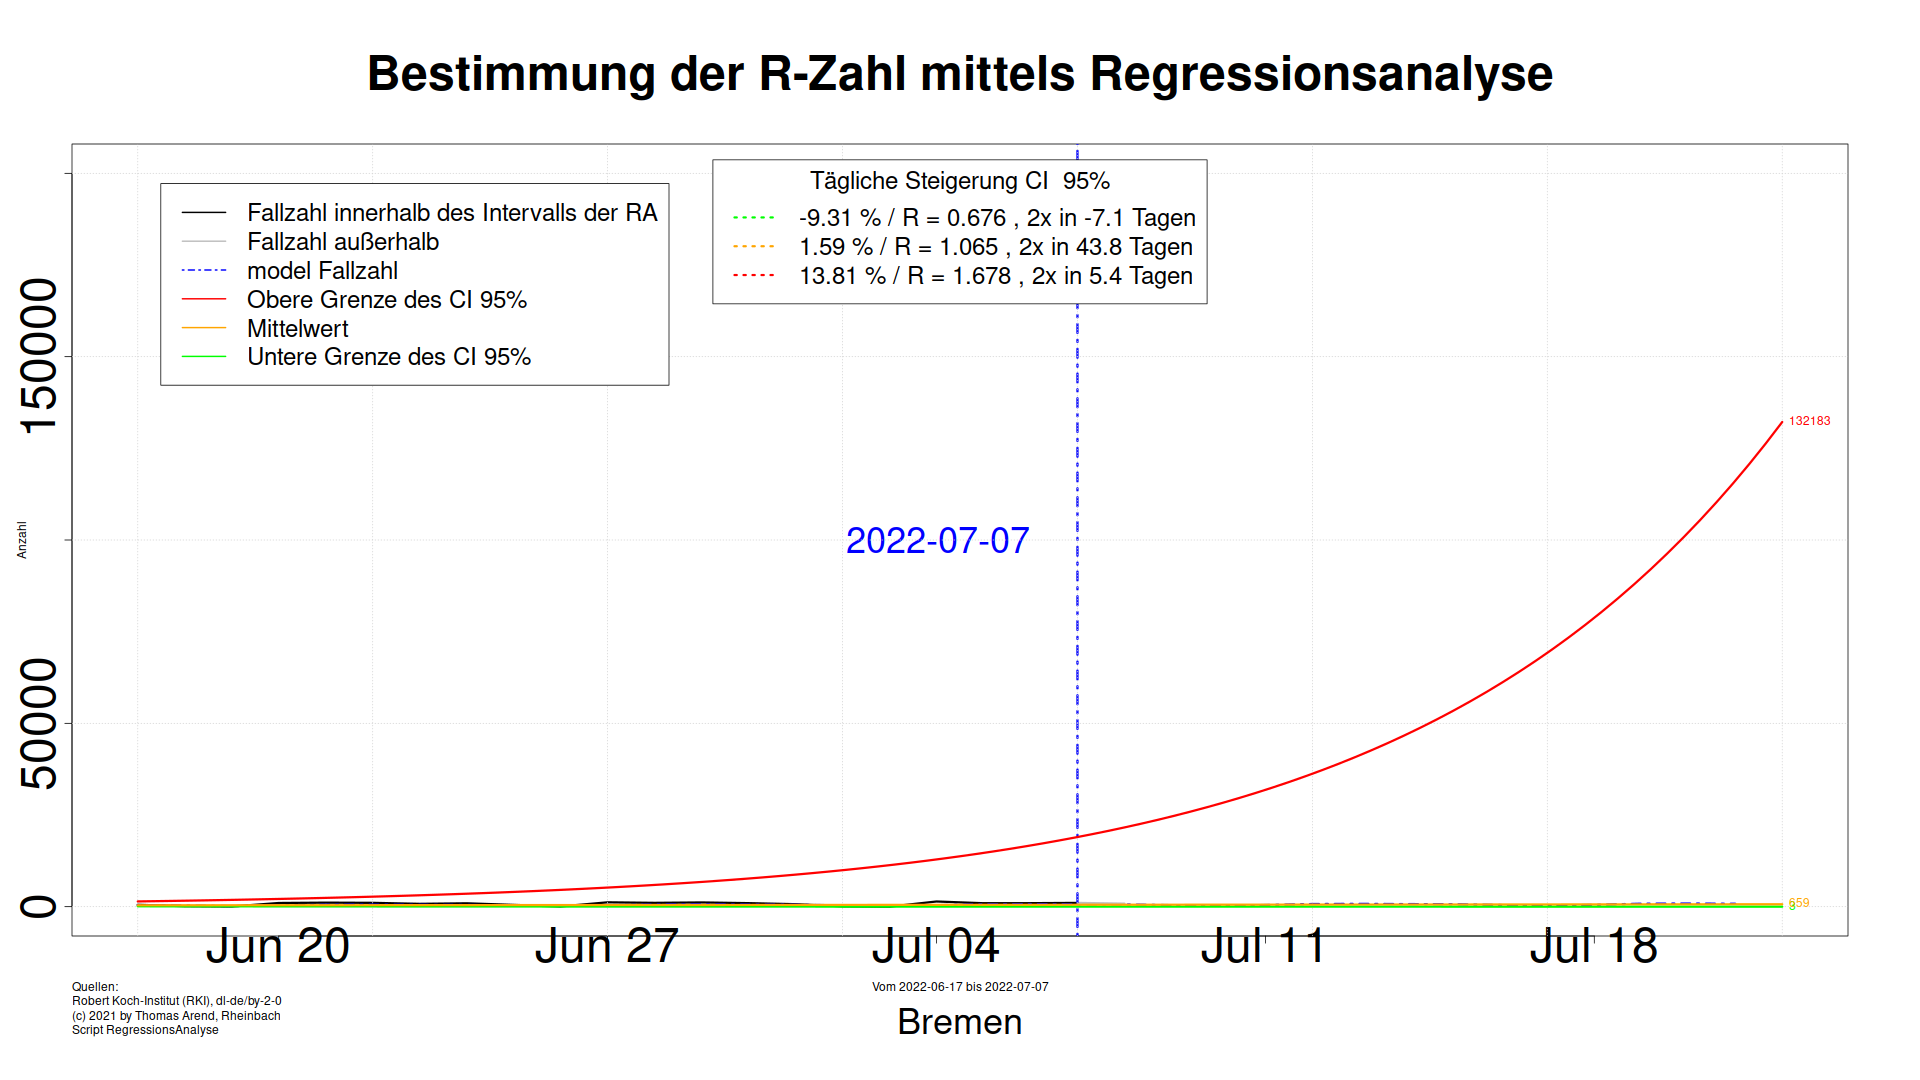 Bestimmung der R-Zahl mittels Regressionsanalyse
Fallzahl innerhalb des Intervalls der RA
Fallzahl außerhalb
model Fallzahl
Obere Grenze des CI 95%
Mittelwert
Untere Grenze des CI 95%
Tägliche Steigerung CI 95%
-9.31 % / R = 0.676 , 2x in -7.1 Tagen
1.59 % / R = 1.065 , 2x in 43.8 Tagen
13.81 % / R = 1.678 , 2x in 5.4 Tagen
150000
50000
0
Anzahl
2022-07-07
132183
659
Jun 20
Jun 27
Jul 04
Jul 11
Jul 18
Vom 2022-06-17 bis 2022-07-07
Bremen
Quellen:
Robert Koch-Institut (RKI), dl-de/by-2-0
(c) 2021 by Thomas Arend, Rheinbach
Script RegressionsAnalyse